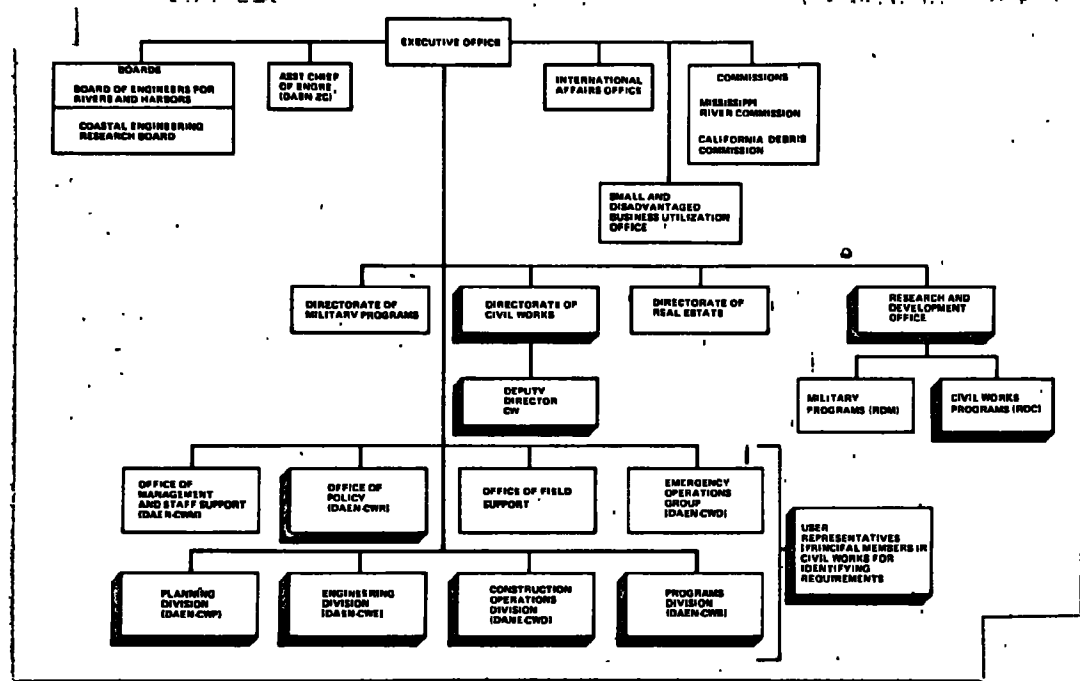 EXECUTIVE OFFICE
BOARDS
BOARD OF ENGINEERS FOR
RIVERS AND HARBORS
COASTAL ENGINEERING
RESEARCH BOARD
ASST CHIEF
OF ENGRE,
(DAEN-ZC)
INTERNATIONAL
AFFAIRS OFFICE
COMMISSIONS
MISSISSIPPI
RIVER COMMISSION
CALIFORNIA DEBRIS
COMMISSION
SMALL AND
DISADVANTAGED
BUSINESS UTILIZATION
OFFICE
DIRECTORATE OF
MILITARY PROGRAMS
DIRECTORATE OF
CIVIL WORKS
DIRECTORATE OF
REAL ESTATE
RESEARCH AND
DEVELOPMENT
OFFICE
DEPUTY
DIRECTOR
CW
MILITARY
PROGRAMS (RDM)
CIVIL WORKS
PROGRAMS (RDC)
OFFICE OF
MANAGEMENT
AND STAFF SUPPORT
(DAEN-CWM)
OFFICE OF
POLICY
(DAEN-CWR)
OFFICE OF FIELD
SUPPORT
EMERGENCY
OPERATIONS
GROUP
(DAEN-CWO)
USER
REPRESENTATIVES
(PRINCIPAL MEMBERS IN
CIVIL WORKS FOR
IDENTIFYING
REQUIREMENTS
PLANNING
DIVISION
(DAEN-CWP)
ENGINEERING
DIVISION
(DAEN-CWE)
CONSTRUCTION
OPERATIONS
DIVISION
(DANE-CWO)
PROGRAMS
DIVISION
(DAEN-CWB)